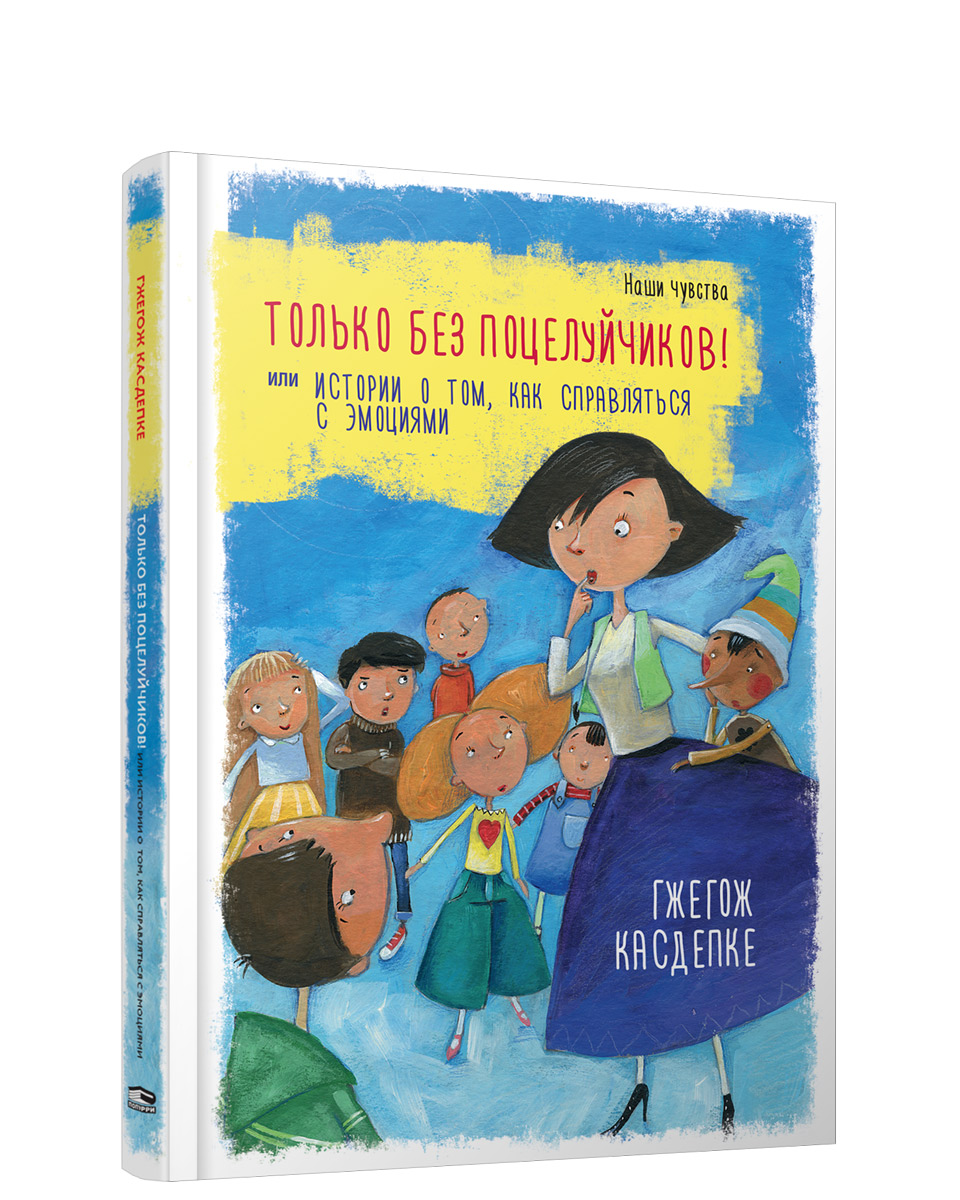 Наши чувства
ТОЛЬКО БЕЗ ПОЦЕЛУЙЧИКОВ!
или ИСТОРИИ О ТОМ, КАК СПРАВЛЯТЬСЯ
С ЭМОЦИЯМИ
ГЖЕГОЖ
КАСДЕПКЕ
ГЖЕГОЖ КАСДЕПКЕ
ТОЛЬКО БЕЗ ПОЦЕЛУЙЧИКОВ! ИЛИ ИСТОРИИ О ТОМ, КАК СПРАВЛЯТЬСЯ С ЭМОЦИЯМИ
ПОПУРРИ